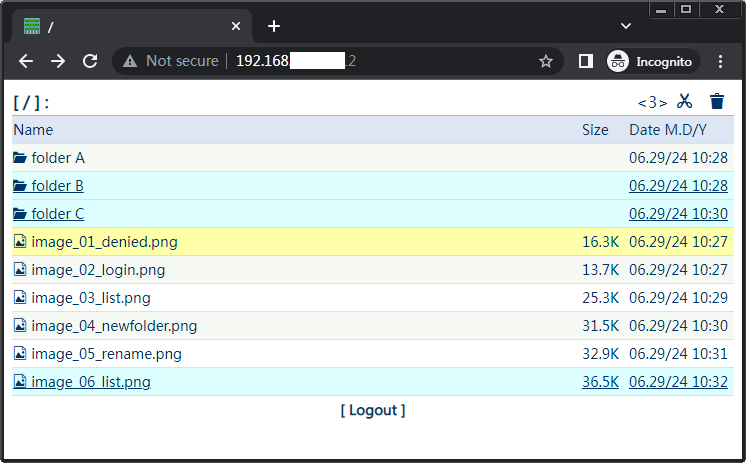 /
Not secure | 192.168 .2
Incognito
[ / ] : <3>
Name Size Date M.D/Y
folder A 06.29/24 10:28
folder B 06.29/24 10:28
folder C 06.29/24 10:30
image_01_denied.png 16.3K 06.29/24 10:27
image_02_login.png 13.7K 06.29/24 10:27
image_03_list.png 25.3K 06.29/24 10:29
image_04_newfolder.png 31.5K 06.29/24 10:30
image_05_rename.png 32.9K 06.29/24 10:31
image_06_list.png 36.5K 06.29/24 10:32
[ Logout ]